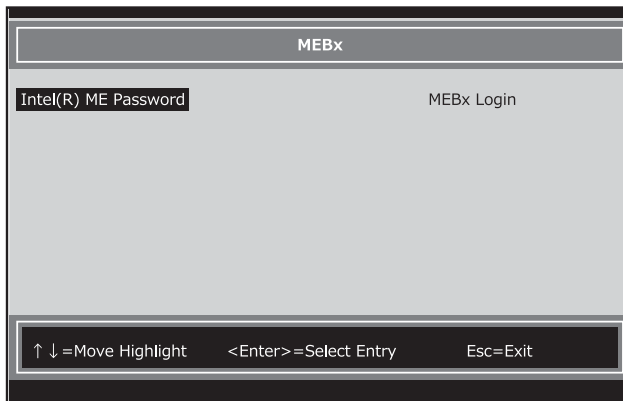 MEBx
Intel(R) ME Password MEBx Login
↑↓=Move Highlight <Enter>=Select Entry Esc=Exit